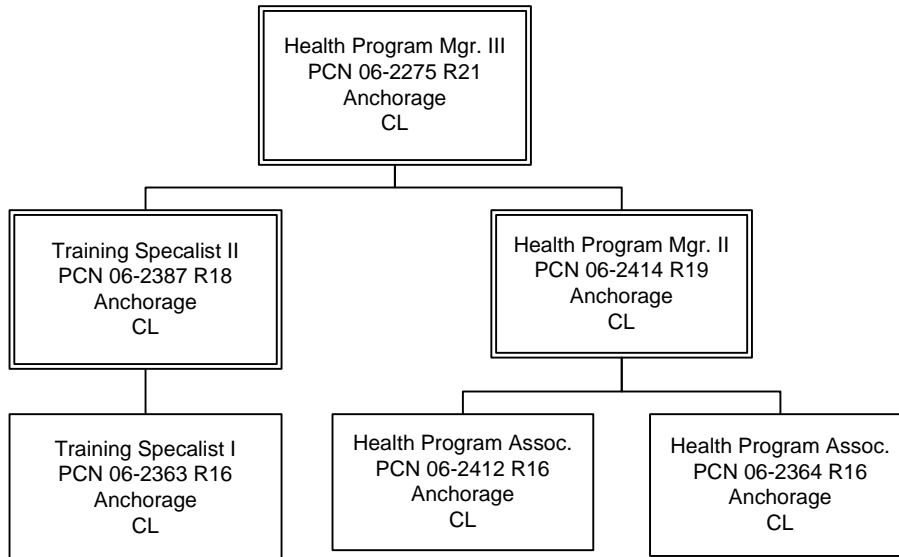 Health Program Mgr. III
PCN 06-2275 R21
Anchorage
CL
Training Specalist II
PCN 06-2387 R18
Anchorage
CL
Health Program Mgr. II
PCN 06-2414 R19
Anchorage
CL
Training Specalist I
PCN 06-2363 R16
Anchorage
CL
Health Program Assoc.
PCN 06-2412 R16
Anchorage
CL
Health Program Assoc.
PCN 06-2364 R16
Anchorage
CL